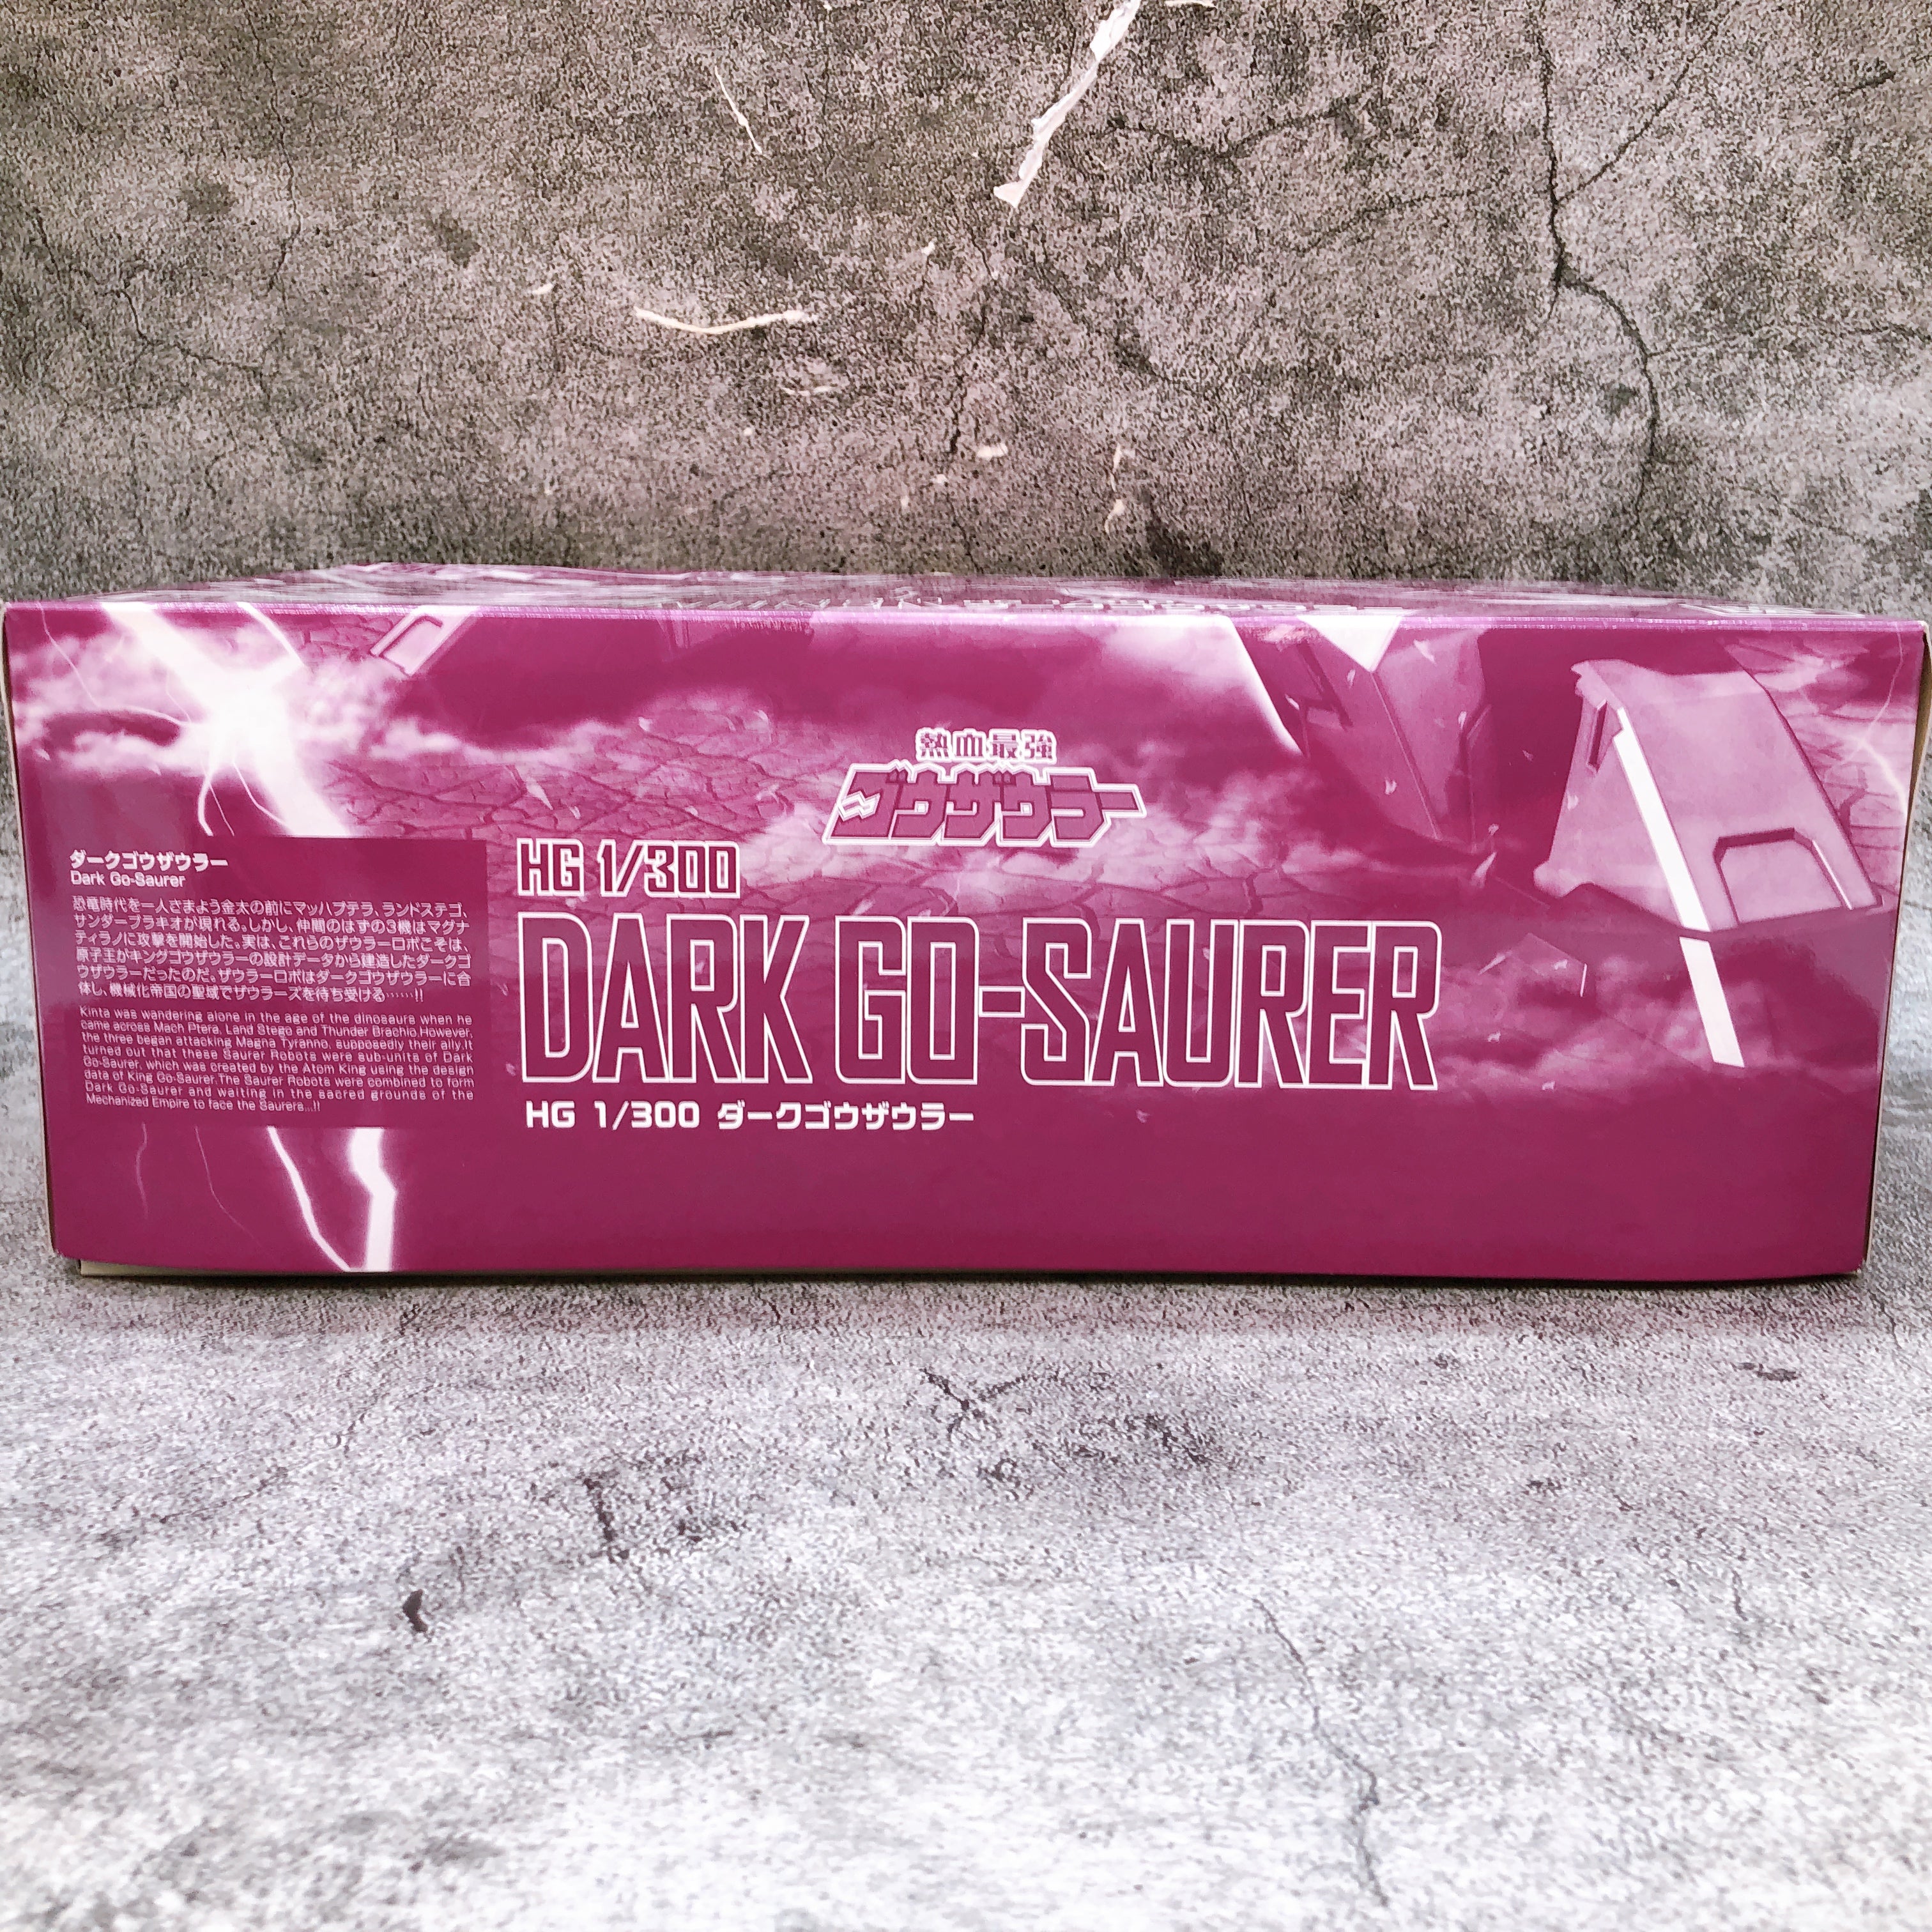 熱血最強
ゴウザウラー
HG 1/300
DARK GO-SAURER
HG 1/300 ダークゴウザウラー
ダークゴウザウラー
Dark Go-Saurer
恐竜時代を一人さまよう金太の前にマッハプテラ、ランドステゴ、
サンダーブラキオが現れる。しかし、仲間のはずの3機はマグナ
ティラノに攻撃を開始した。実は、これらのザウラーロボこそは、
原子王がキングゴウザウラーの設計データから建造したダークゴ
ウザウラーだったのだ。ザウラーロボはダークゴウザウラーに合
体し、機械化帝国の聖域でザウラーズを待ち受ける……!!
Kinta was wandering alone in the age of the dinosaurs when he
came across Mach Ptera, Land Stego and Thunder Brachio.However,
the three began attacking Magna Tyranno, supposedly their ally.It
turned out that these Saurer Robots were sub-units of Dark
Go-Saurer, which was created by the Atom King using the design
data of King Go-Saurer.The Saurer Robots were combined to form
Dark Go-Saurer and waiting in the sacred grounds of the
Mechanized Empire to face the Saurers...!!